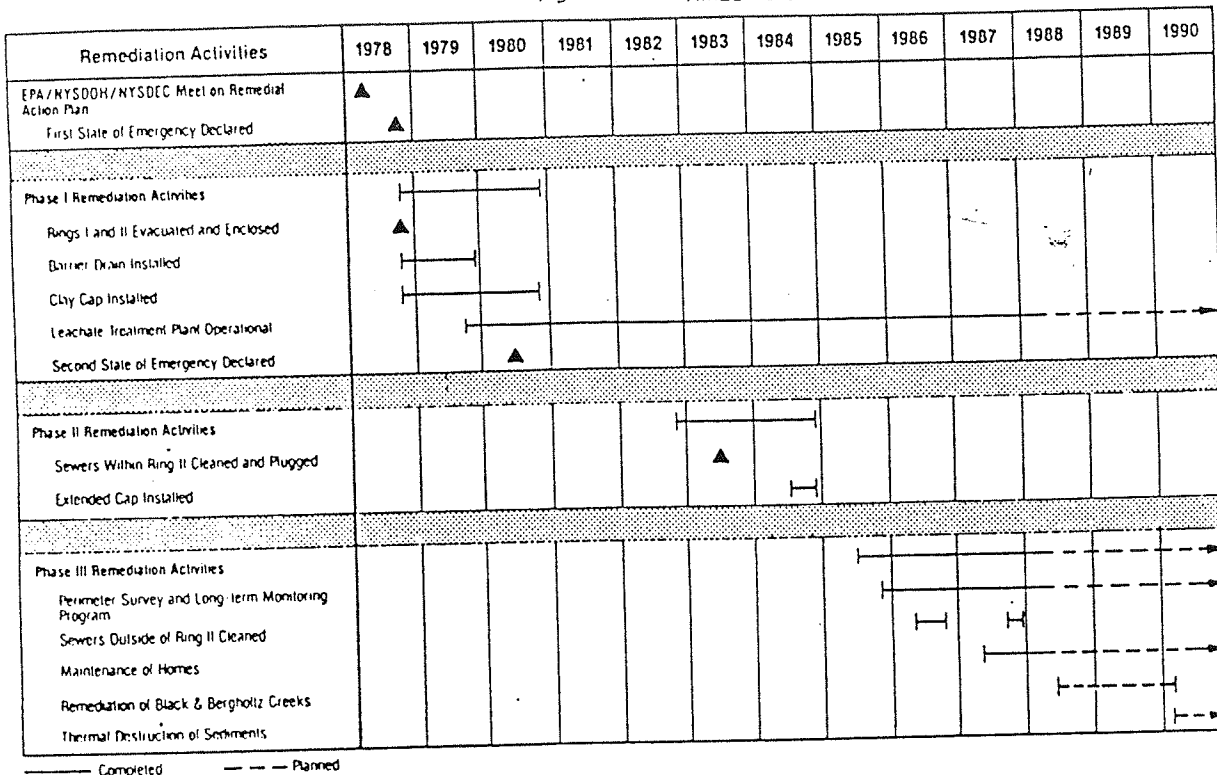 Remediation Activities 1978 1979 1980 1981 1982 1983 1984 1985 1986 1987 1988 1989 1990
EPA/NYSDOH/NYSDEC Meet on Remedial
Action Plan
First State of Emergency Declared
Phase I Remediation Activities
Rings I and II Evacuated and Enclosed
Barrier Drain Installed
Clay Cap Installed
Leachate Treatment Plant Operational
Second State of Emergency Declared
Phase II Remediation Activities
Sewers Within Ring II Cleaned and Plugged
Extended Cap Installed
Phase III Remediation Activities
Perimeter Survey and Long-Term Monitoring
Program
Sewers Outside of Ring II Cleaned
Maintenance of Homes
Remediation of Black & Bergholtz Creeks
Thermal Destruction of Sediments
Completed Planned